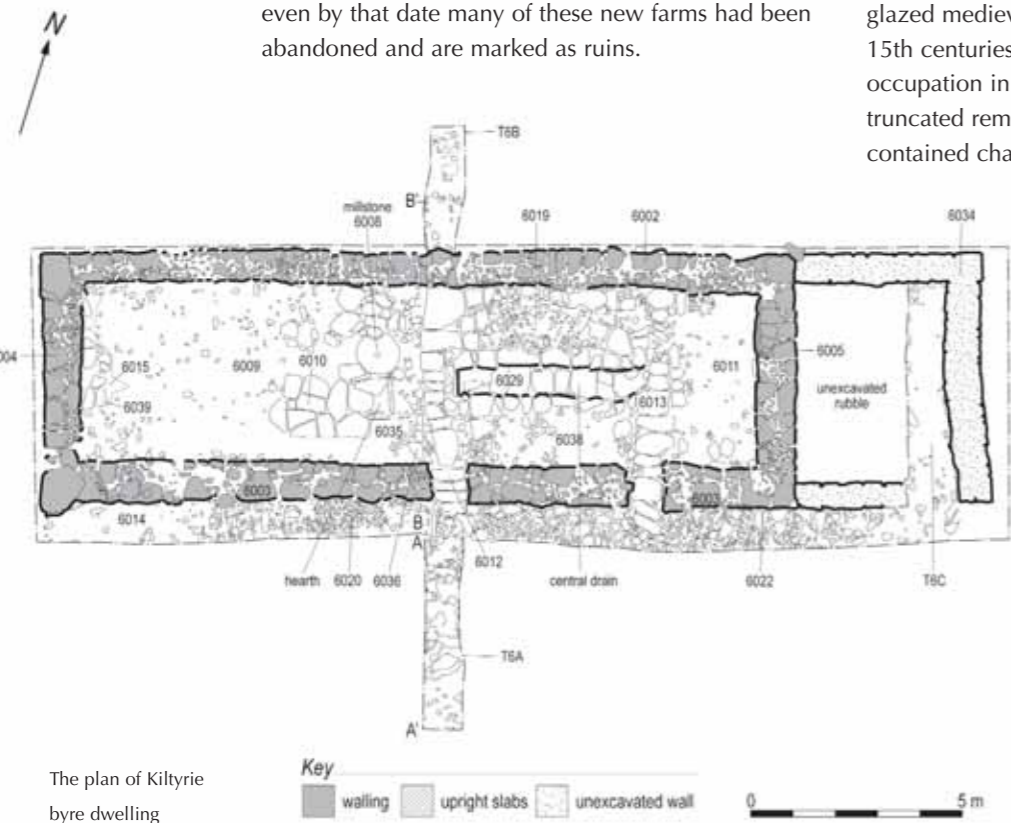 even by that date many of these new farms had been
abandoned and are marked as ruins.
glazed mediev
15th centuries
occupation in
truncated rem
contained cha
N
T6B
B'
millstone
6008
6019
6002
6034
004
6015
6009
6010
6011
6005
6029
6039
6013
unexcavated
rubble
6035
6038
6003
6003
6014
B
A
hearth
6020
6036
6012
central drain
6022
T6C
T6A
A'
The plan of Kiltyrie
byre dwelling
Key
walling
upright slabs
unexcavated wall
0
5 m